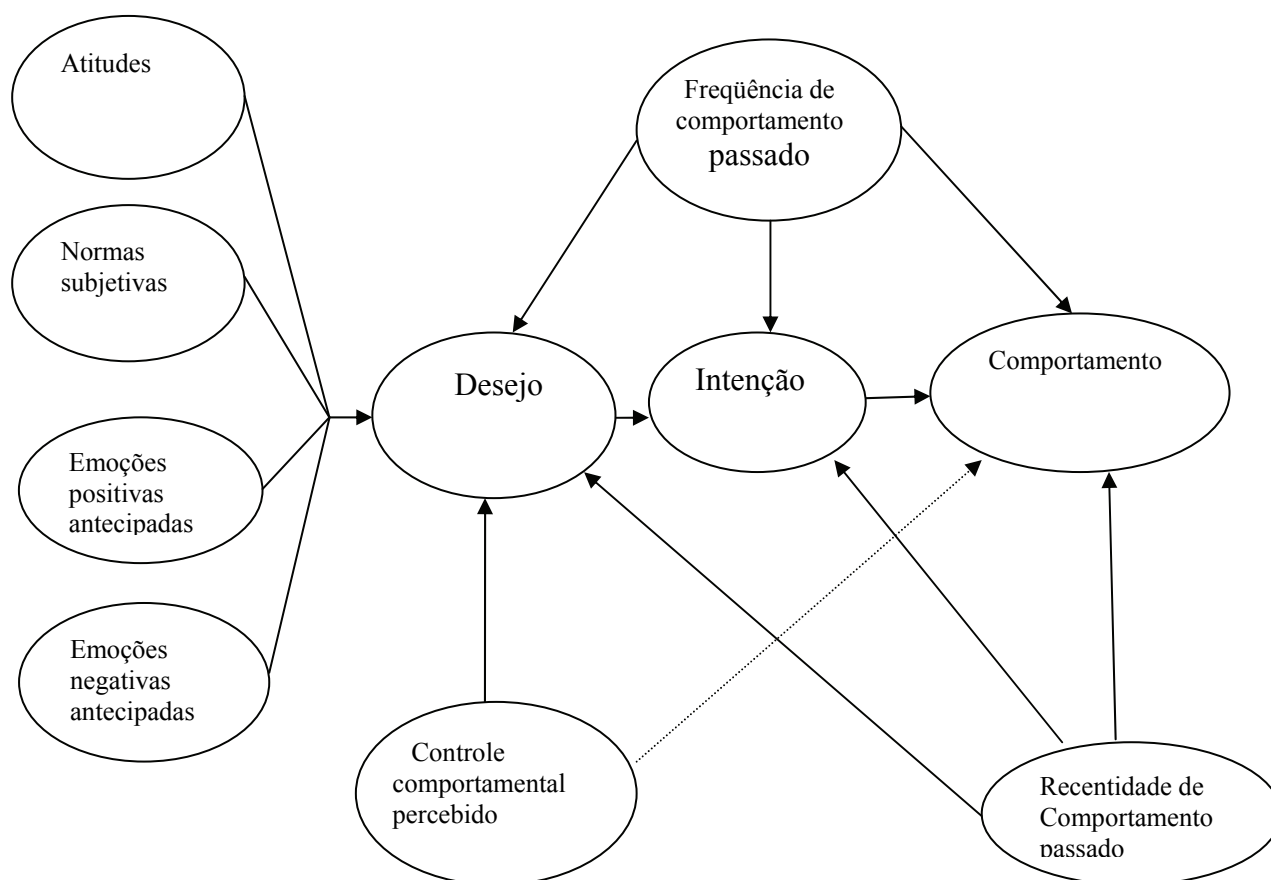 Atitudes
Freqüência de
comportamento
passado
Normas
subjetivas
Desejo
Intenção
Comportamento
Emoções
positivas
antecipadas
Emoções
negativas
antecipadas
Controle
comportamental
percebido
Recentidade de
Comportamento
passado